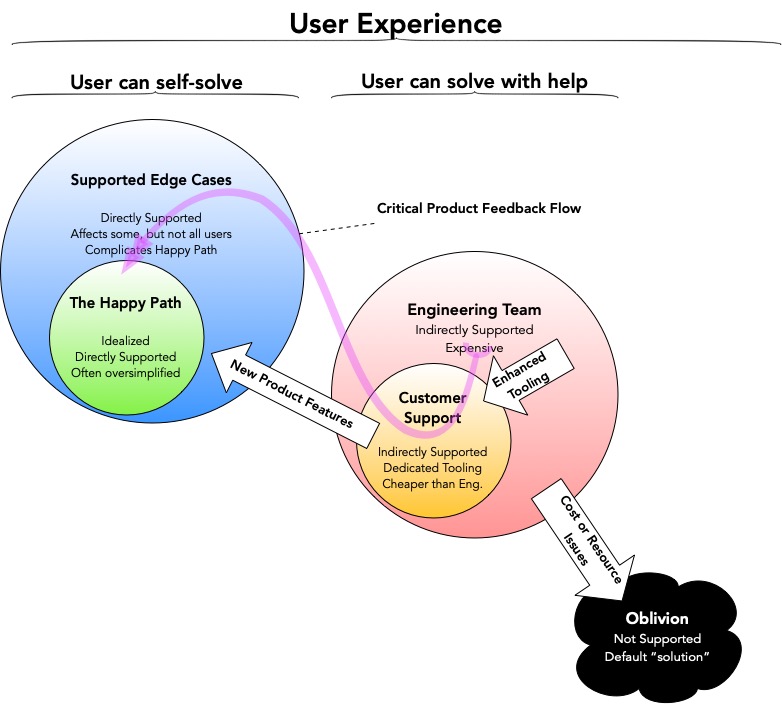 User Experience
User can self-solve
User can solve with help
Supported Edge Cases
Directly Supported
Affects some, but not all users
Complicates Happy Path
Critical Product Feedback Flow
The Happy Path
Idealized
Directly Supported
Often oversimplified
New Product Features
Engineering Team
Indirectly Supported
Expensive
Enhanced
Tooling
Customer
Support
Indirectly Supported
Dedicated Tooling
Cheaper than Eng.
Cost or Resource
Issues
Oblivion
Not Supported
Default “solution”